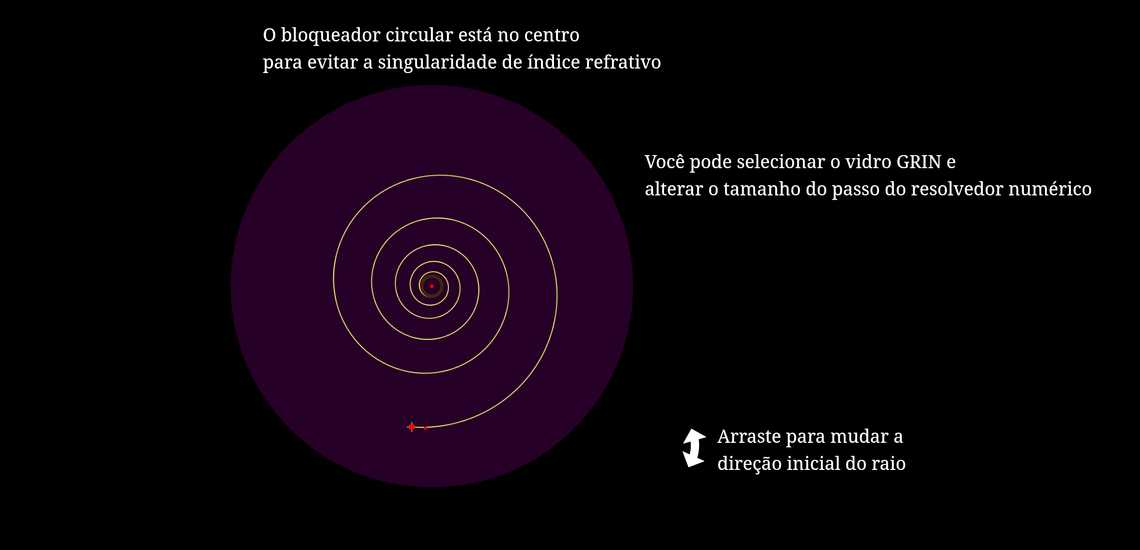 O bloqueador circular está no centro
para evitar a singularidade de índice refrativo
Você pode selecionar o vidro GRIN e
alterar o tamanho do passo do resolvedor numérico
Arraste para mudar a
direção inicial do raio